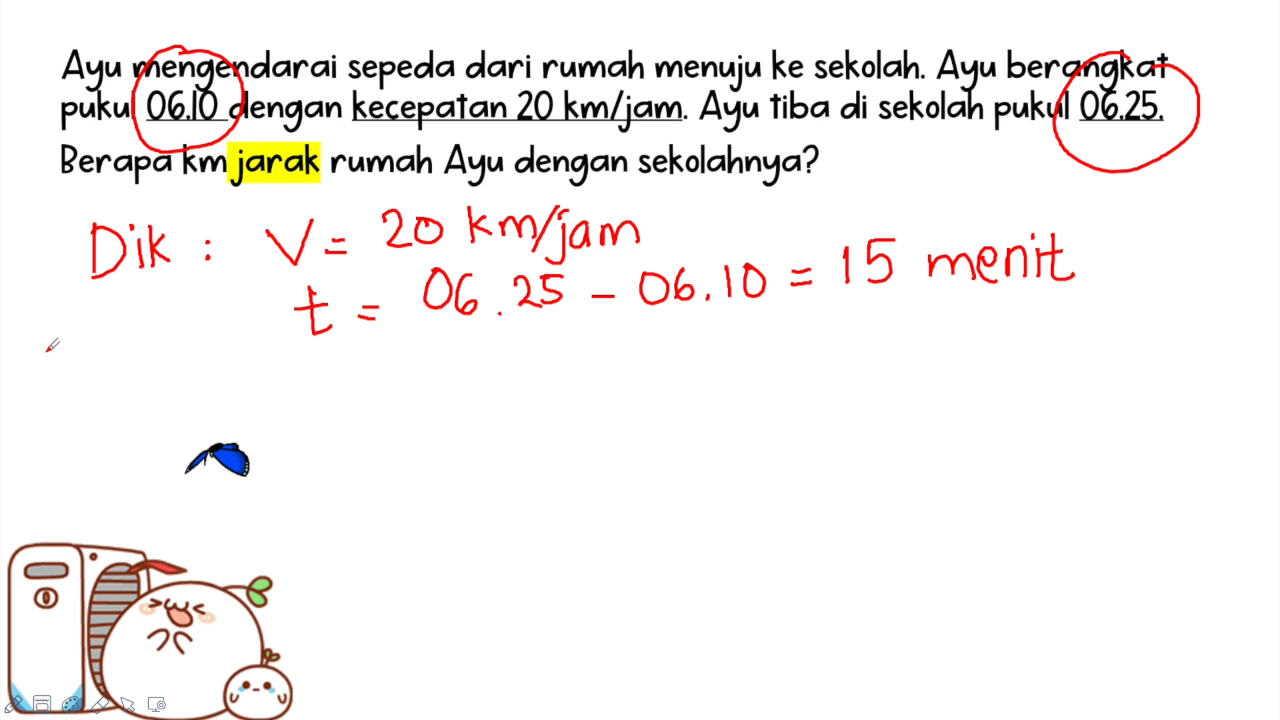 Ayu mengendarai sepeda dari rumah menuju ke sekolah. Ayu berangkat
pukul 06.10 dengan kecepatan 20 km/jam. Ayu tiba di sekolah pukul 06.25.
Berapa km jarak rumah Ayu dengan sekolahnya?
Dik : V = 20 km/jam
t = 06.25 - 06.10 = 15 menit